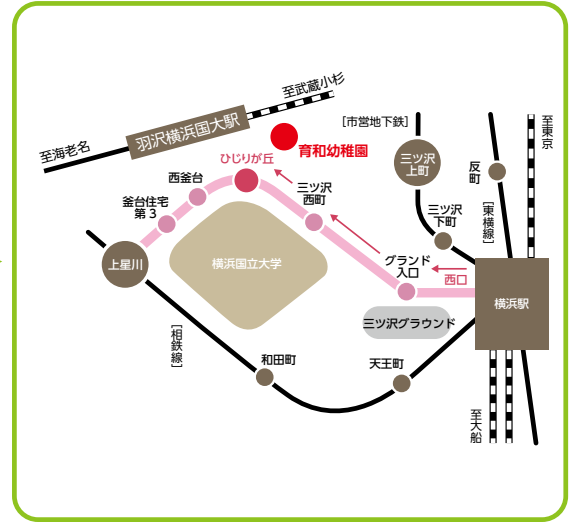 至武蔵小杉
羽沢横浜国大駅
至海老名
育和幼稚園
[市営地下鉄]
至東京
三ツ沢
上町
反町
ひじりが丘
西釜台
三ツ沢
西町
釜台住宅
第3
三ツ沢
下町
[東横線]
上星川
横浜国立大学
グランド
入口
西口
横浜駅
三ツ沢グラウンド
[相鉄線]
和田町
天王町
至大船